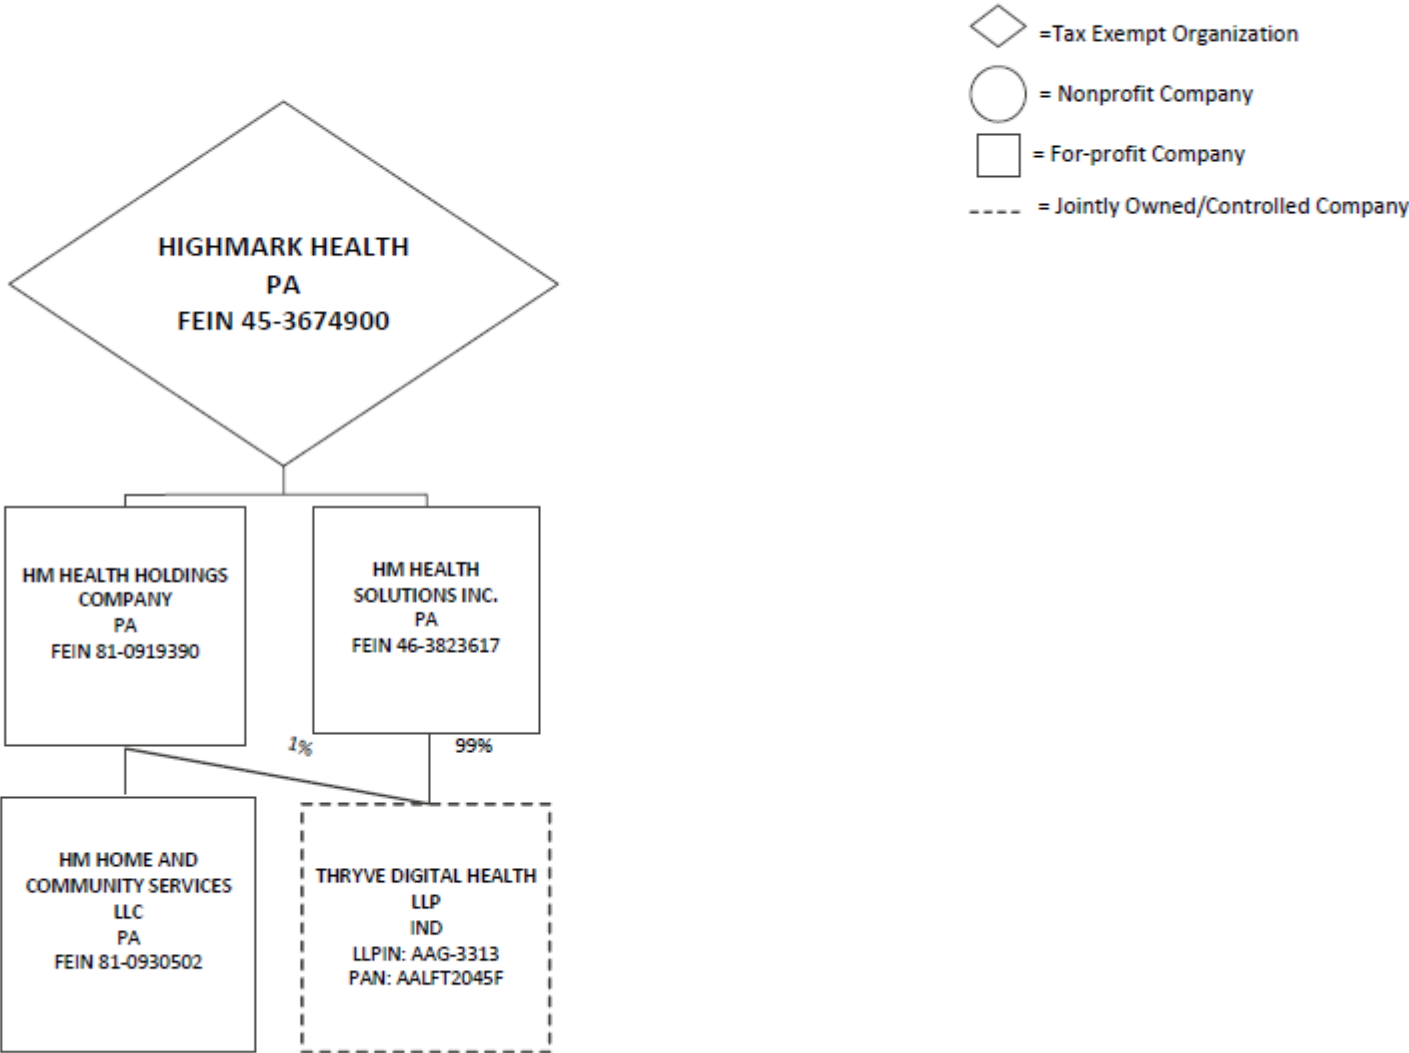 =Tax Exempt Organization
= Nonprofit Company
= For-profit Company
= Jointly Owned/Controlled Company
HIGHMARK HEALTH
PA
FEIN 45-3674900
HM HEALTH HOLDINGS
COMPANY
PA
FEIN 81-0919390
HM HEALTH
SOLUTIONS INC.
PA
FEIN 46-3823617
1%
99%
HM HOME AND
COMMUNITY SERVICES
LLC
PA
FEIN 81-0930502
THRYVE DIGITAL HEALTH
LLP
IND
LLPIN: AAG-3313
PAN: AALFT2045F